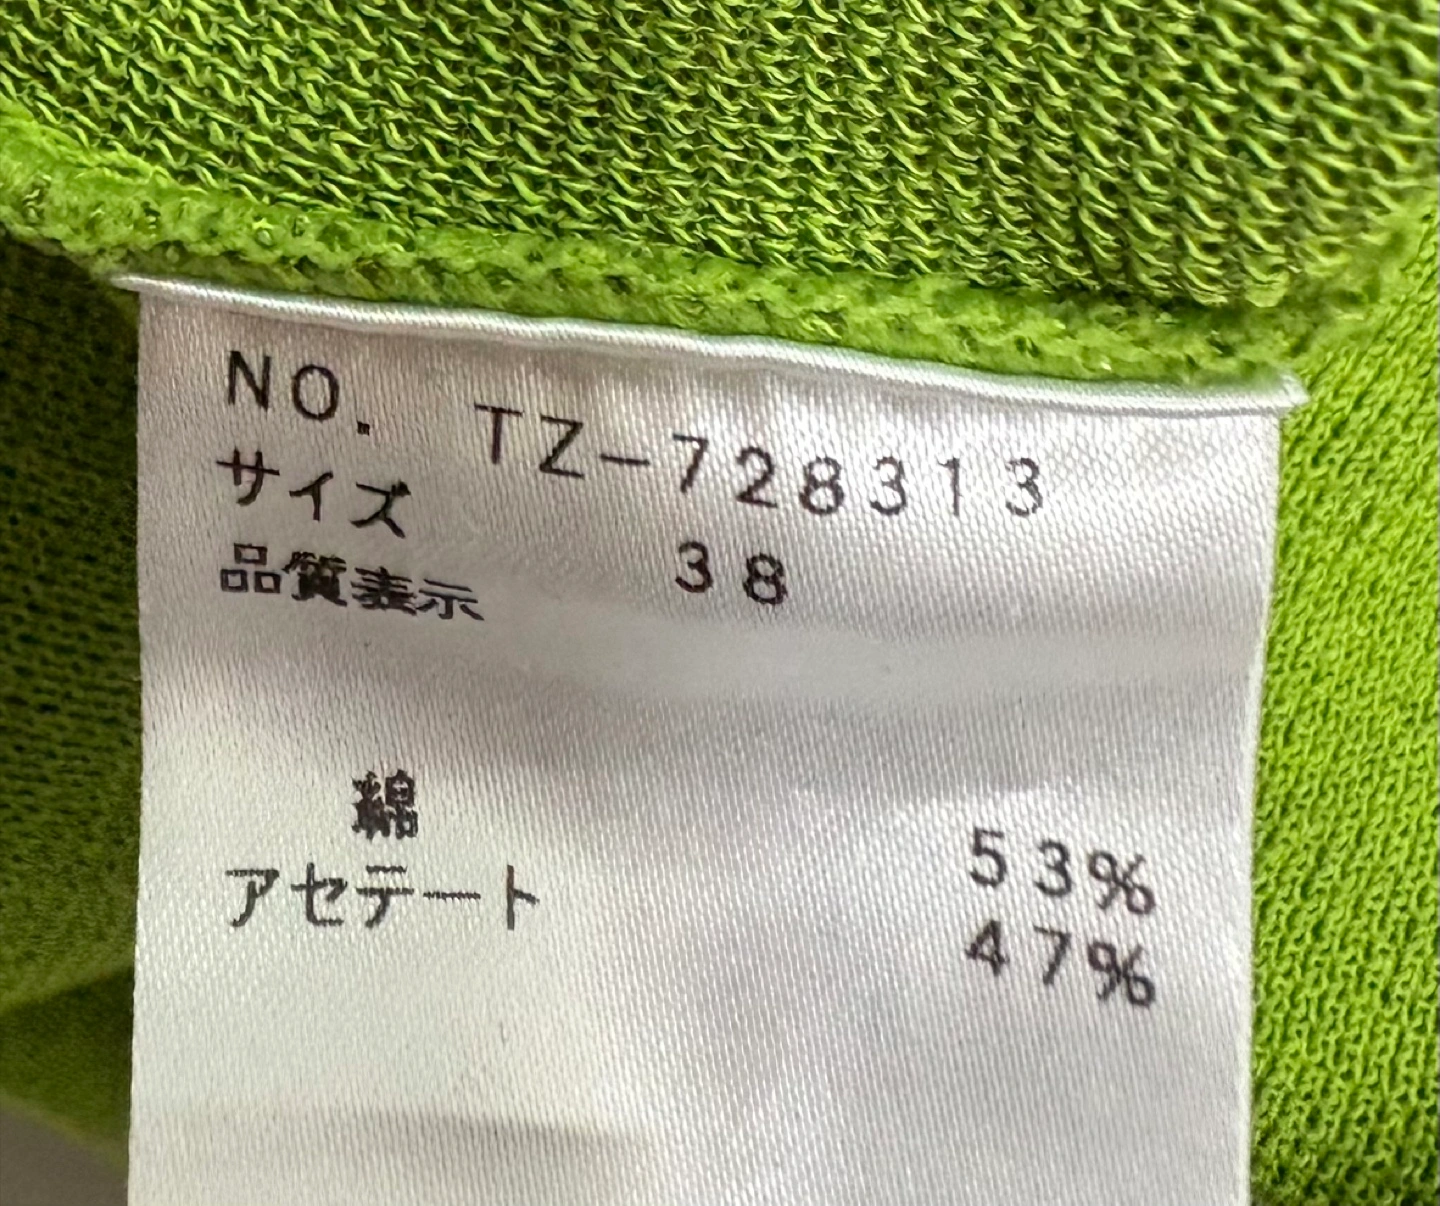 NO. TZ-728313
サイズ 38
品質表示
綿 53%
アセテート 47%